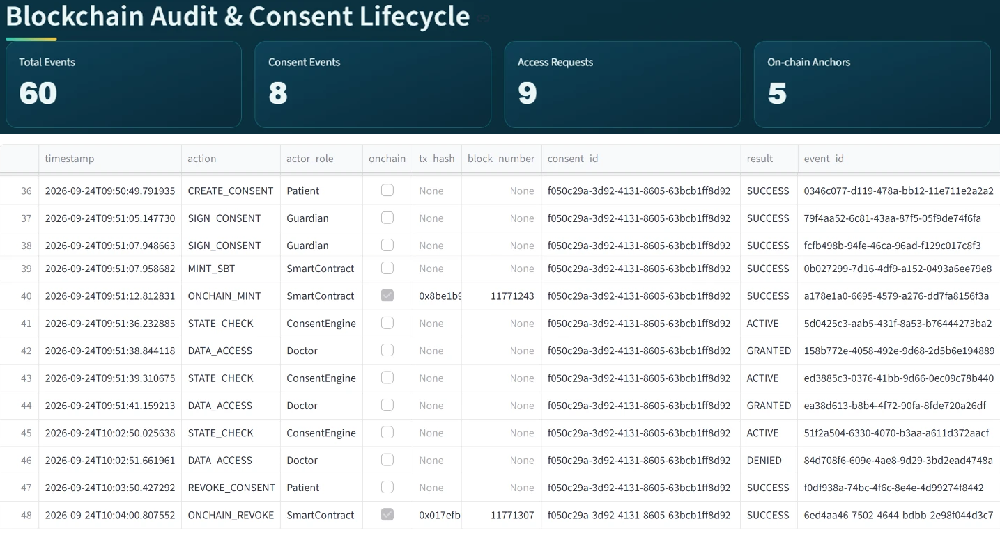 Blockchain Audit & Consent Lifecycle
Total Events
60
Consent Events
8
Access Requests
9
On-chain Anchors
5
timestamp action actor_role onchain tx_hash block_number consent_id result event_id
36 2026-09-24T09:50:49.791935 CREATE_CONSENT Patient None None f050c29a-3d92-4131-8605-63bcb1ff8d92 SUCCESS 0346c077-d119-478a-bb12-11e711e2a2a2
37 2026-09-24T09:51:05.147730 SIGN_CONSENT Guardian None None f050c29a-3d92-4131-8605-63bcb1ff8d92 SUCCESS 79f4aa52-6c81-43aa-87f5-05f9de74f6fa
38 2026-09-24T09:51:07.948663 SIGN_CONSENT Guardian None None f050c29a-3d92-4131-8605-63bcb1ff8d92 SUCCESS fcfb498b-94fe-46ca-96ad-f129c017c8f3
39 2026-09-24T09:51:07.958682 MINT_SBT SmartContract None None f050c29a-3d92-4131-8605-63bcb1ff8d92 SUCCESS 0b027299-7d16-4df9-a152-0493a6ee79e8
40 2026-09-24T09:51:12.812831 ONCHAIN_MINT SmartContract 0x8be1b9 11771243 f050c29a-3d92-4131-8605-63bcb1ff8d92 SUCCESS a178e1a0-6695-4579-a276-dd7fa8156f3a
41 2026-09-24T09:51:36.232885 STATE_CHECK ConsentEngine None None f050c29a-3d92-4131-8605-63bcb1ff8d92 ACTIVE 5d0425c3-aab5-431f-8a53-b76444273ba2
42 2026-09-24T09:51:38.844118 DATA_ACCESS Doctor None None f050c29a-3d92-4131-8605-63bcb1ff8d92 GRANTED 158b772e-4058-492e-9d68-2d5b6e194889
43 2026-09-24T09:51:39.310675 STATE_CHECK ConsentEngine None None f050c29a-3d92-4131-8605-63bcb1ff8d92 ACTIVE ed3885c3-0376-41bb-9d66-0ec09c78b440
44 2026-09-24T09:51:41.159213 DATA_ACCESS Doctor None None f050c29a-3d92-4131-8605-63bcb1ff8d92 GRANTED ea38d613-b8b4-4f72-90fa-8fde720a26df
45 2026-09-24T10:02:50.025638 STATE_CHECK ConsentEngine None None f050c29a-3d92-4131-8605-63bcb1ff8d92 ACTIVE 51f2a504-6330-4070-b3aa-a611d372aacf
46 2026-09-24T10:02:51.661961 DATA_ACCESS Doctor None None f050c29a-3d92-4131-8605-63bcb1ff8d92 DENIED 84d708f6-609e-4ae8-9d29-3bd2ead4748a
47 2026-09-24T10:03:50.427292 REVOKE_CONSENT Patient None None f050c29a-3d92-4131-8605-63bcb1ff8d92 SUCCESS f0df938a-74bc-4f6c-8e4e-4d99274f8442
48 2026-09-24T10:04:00.807552 ONCHAIN_REVOKE SmartContract 0x017efb 11771307 f050c29a-3d92-4131-8605-63bcb1ff8d92 SUCCESS 6ed4aa46-7502-4644-bdbb-2e98f044d3c7